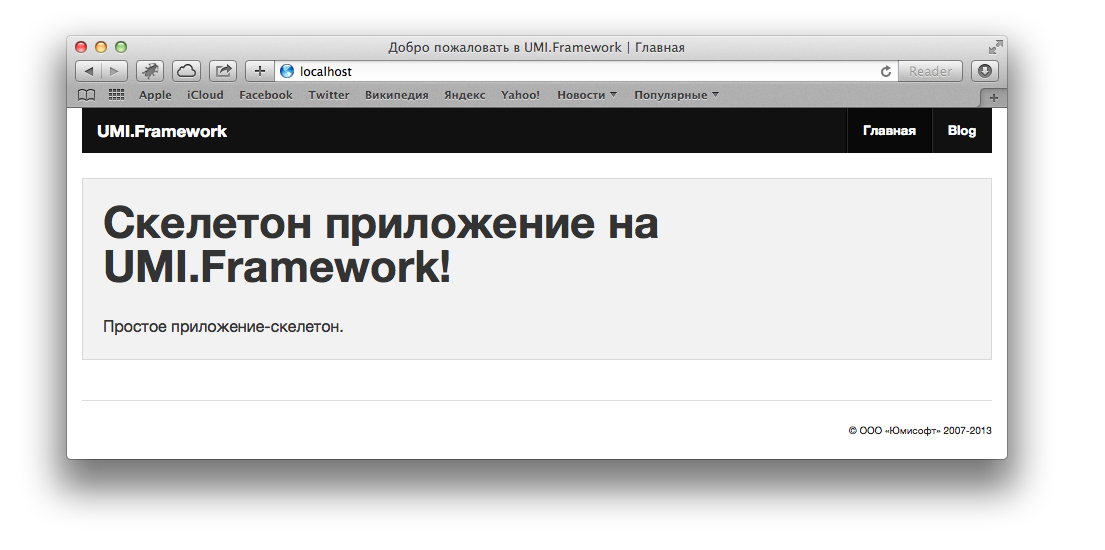 Добро пожаловать в UMI.Framework | Главная
localhost
Reader
Apple iCloud Facebook Twitter Википедия Яндекс Yahoo! Новости Популярные
UMI.Framework Главная Blog
Скелетон приложение на
UMI.Framework!
Простое приложение-скелетон.
© ООО «Юмисофт» 2007-2013